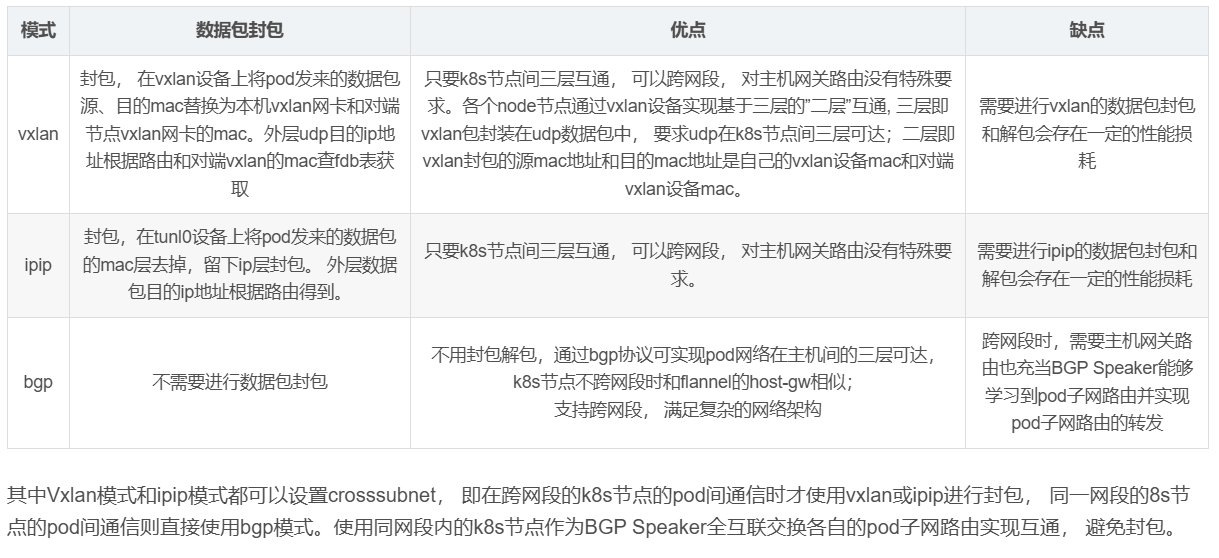 模式
数据包封包
优点
缺点
vxlan
封包， 在vxlan设备上将pod发来的数据包
源、目的mac替换为本机vxlan网卡和对端
节点vxlan网卡的mac。外层udp目的ip地
址根据路由和对端vxlan的mac查fdb表获
取
只要k8s节点间三层互通， 可以跨网段， 对主机网关路由没有特殊要
求。各个node节点通过vxlan设备实现基于三层的”二层”互通, 三层即
vxlan包封装在udp数据包中， 要求udp在k8s节点间三层可达；二层即
vxlan封包的源mac地址和目的mac地址是自己的vxlan设备mac和对端
vxlan设备mac。
需要进行vxlan的数据包封包
和解包会存在一定的性能损
耗
ipip
封包，在tunl0设备上将pod发来的数据包
的mac层去掉，留下ip层封包。 外层数据
包目的ip地址根据路由得到。
只要k8s节点间三层互通， 可以跨网段， 对主机网关路由没有特殊要
求。
需要进行ipip的数据包封包和
解包会存在一定的性能损耗
bgp
不需要进行数据包封包
不用封包解包，通过bgp协议可实现pod网络在主机间的三层可达，
k8s节点不跨网段时和flannel的host-gw相似；
支持跨网段， 满足复杂的网络架构
跨网段时，需要主机网关路
由也充当BGP Speaker能够
学习到pod子网路由并实现
pod子网路由的转发
其中Vxlan模式和ipip模式都可以设置crosssubnet， 即在跨网段的k8s节点的pod间通信时才使用vxlan或ipip进行封包， 同一网段的8s节
点的pod间通信则直接使用bgp模式。使用同网段内的k8s节点作为BGP Speaker全互联交换各自的pod子网路由实现互通， 避免封包。